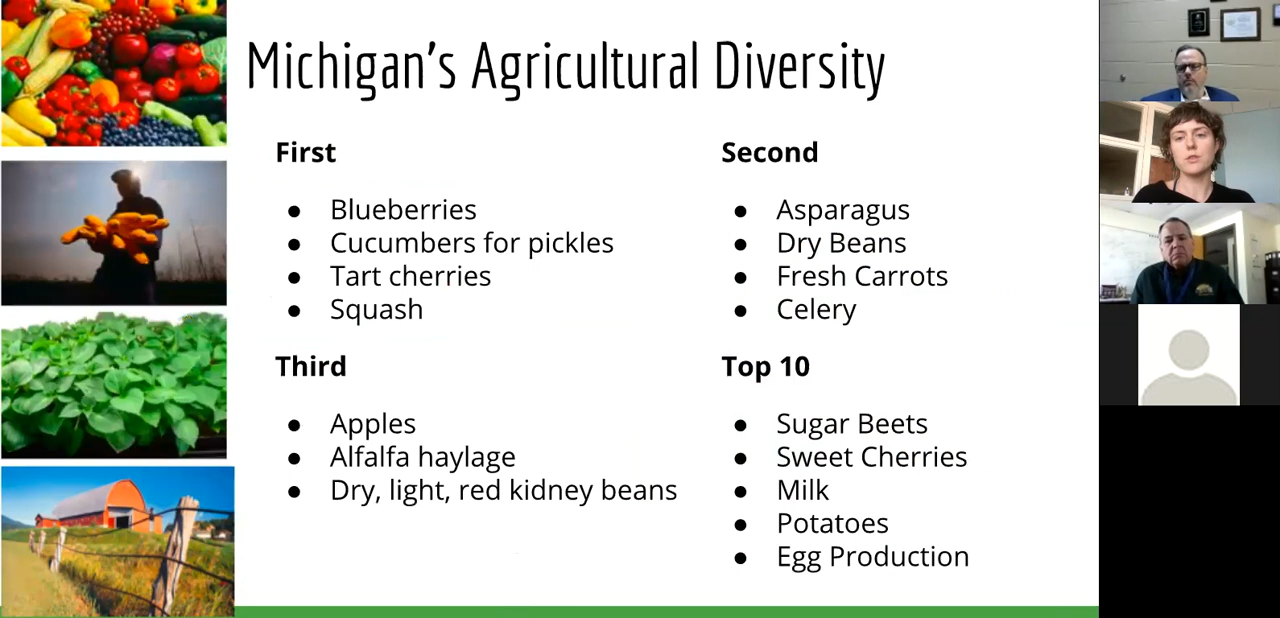 Michigan's Agricultural Diversity
First
Blueberries
Cucumbers for pickles
Tart cherries
Squash
Second
Asparagus
Dry Beans
Fresh Carrots
Celery
Third
Apples
Alfalfa haylage
Dry, light, red kidney beans
Top 10
Sugar Beets
Sweet Cherries
Milk
Potatoes
Egg Production